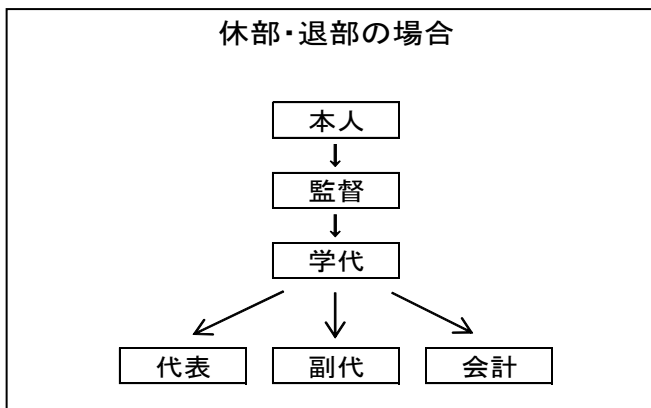 休部・退部の場合
本人
↓
監督
↓
学代
代表 副代 会計